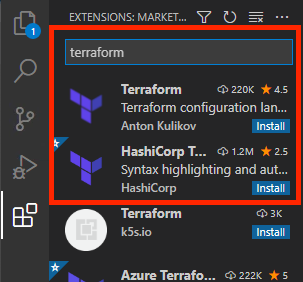 EXTENSIONS: MARKET...
1
terraform
Terraform 220K 4.5
Terraform configuration lan...
Anton Kulikov Install
HashiCorp T... 1.2M 2.5
Syntax highlighting and aut...
HashiCorp Install
Terraform 3K
k5s.io Install
Azure Terrafo... 222K 5